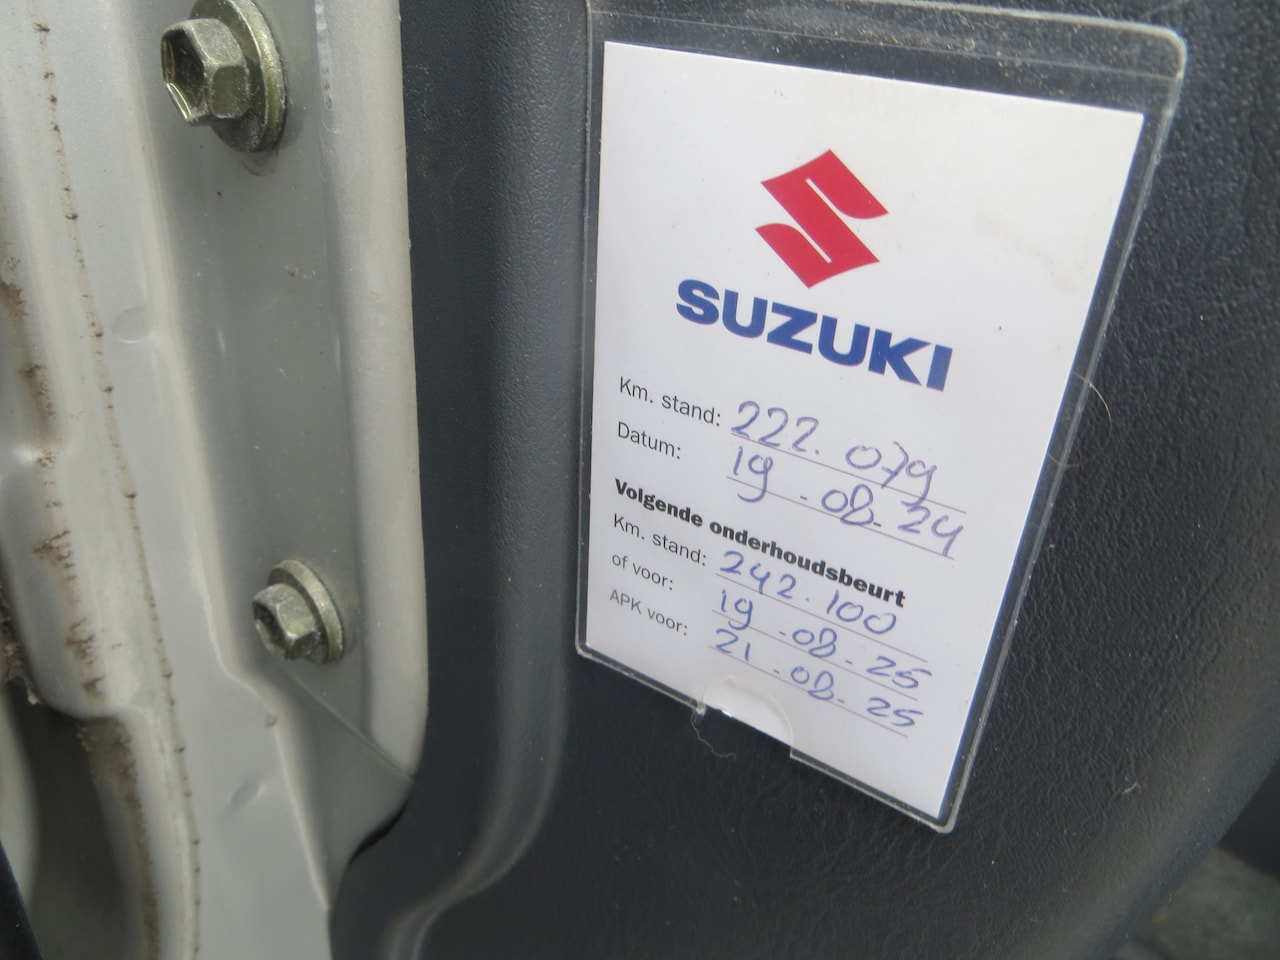 SUZUKI
Km. stand: 222.079
Datum: 19-08-24
Volgende onderhoudsbeurt
Km. stand: 242.100
of voor: 19-08-25
APK voor: 21-08-25